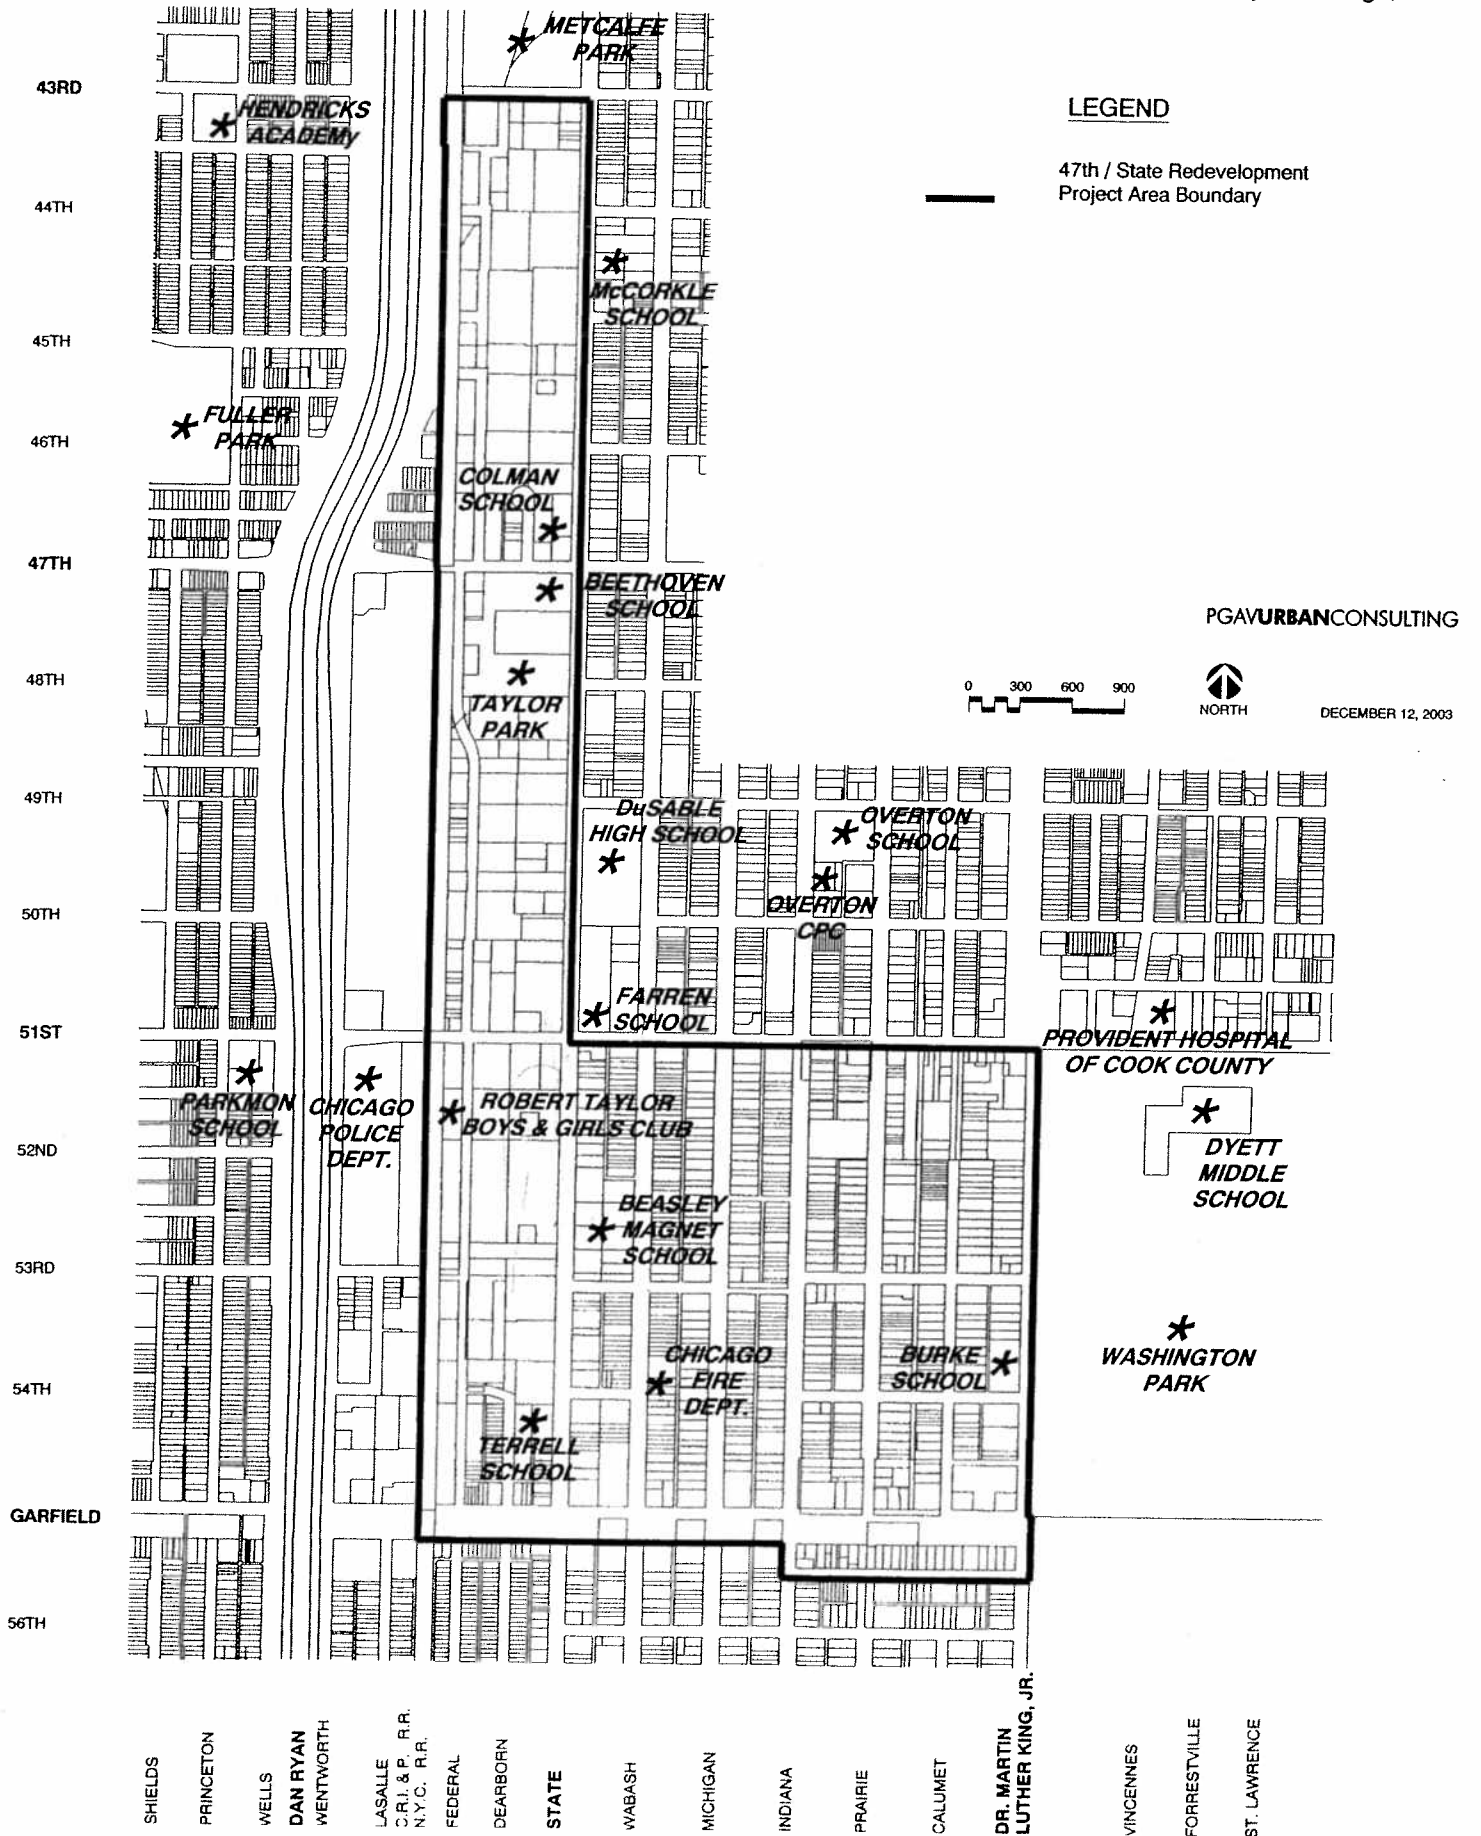 METCALFE
PARK
43RD
LEGEND
HENDRICKS
ACADEMy
47th / State Redevelopment
Project Area Boundary
44TH
McCORKLE
SCHOOL
45TH
FULLER
PARK
46TH
COLMAN
SCHOOL
47TH
BEETHOVEN
SCHOOL
PGAVURBANCONSULTING
48TH
TAYLOR
PARK
0 300 600 900
NORTH
DECEMBER 12, 2003
49TH
DuSABLE
HIGH SCHOOL
OVERTON
SCHOOL
50TH
OVERTON
CPC
FARREN
SCHOOL
51ST
PROVIDENT HOSPITAL
OF COOK COUNTY
PARKMON
SCHOOL
CHICAGO
POLICE
DEPT.
ROBERT TAYLOR
BOYS & GIRLS CLUB
52ND
DYETT
MIDDLE
SCHOOL
BEASLEY
MAGNET
SCHOOL
53RD
CHICAGO
FIRE
DEPT.
BURKE
SCHOOL
WASHINGTON
PARK
54TH
TERRELL
SCHOOL
GARFIELD
56TH
SHIELDS
PRINCETON
WELLS
DAN RYAN
WENTWORTH
LASALLE
C.R.I. & P. R.R.
N.Y.C. R.R.
FEDERAL
DEARBORN
STATE
WABASH
MICHIGAN
INDIANA
PRAIRIE
CALUMET
DR. MARTIN
LUTHER KING, JR.
VINCENNES
FORRESTVILLE
ST. LAWRENCE